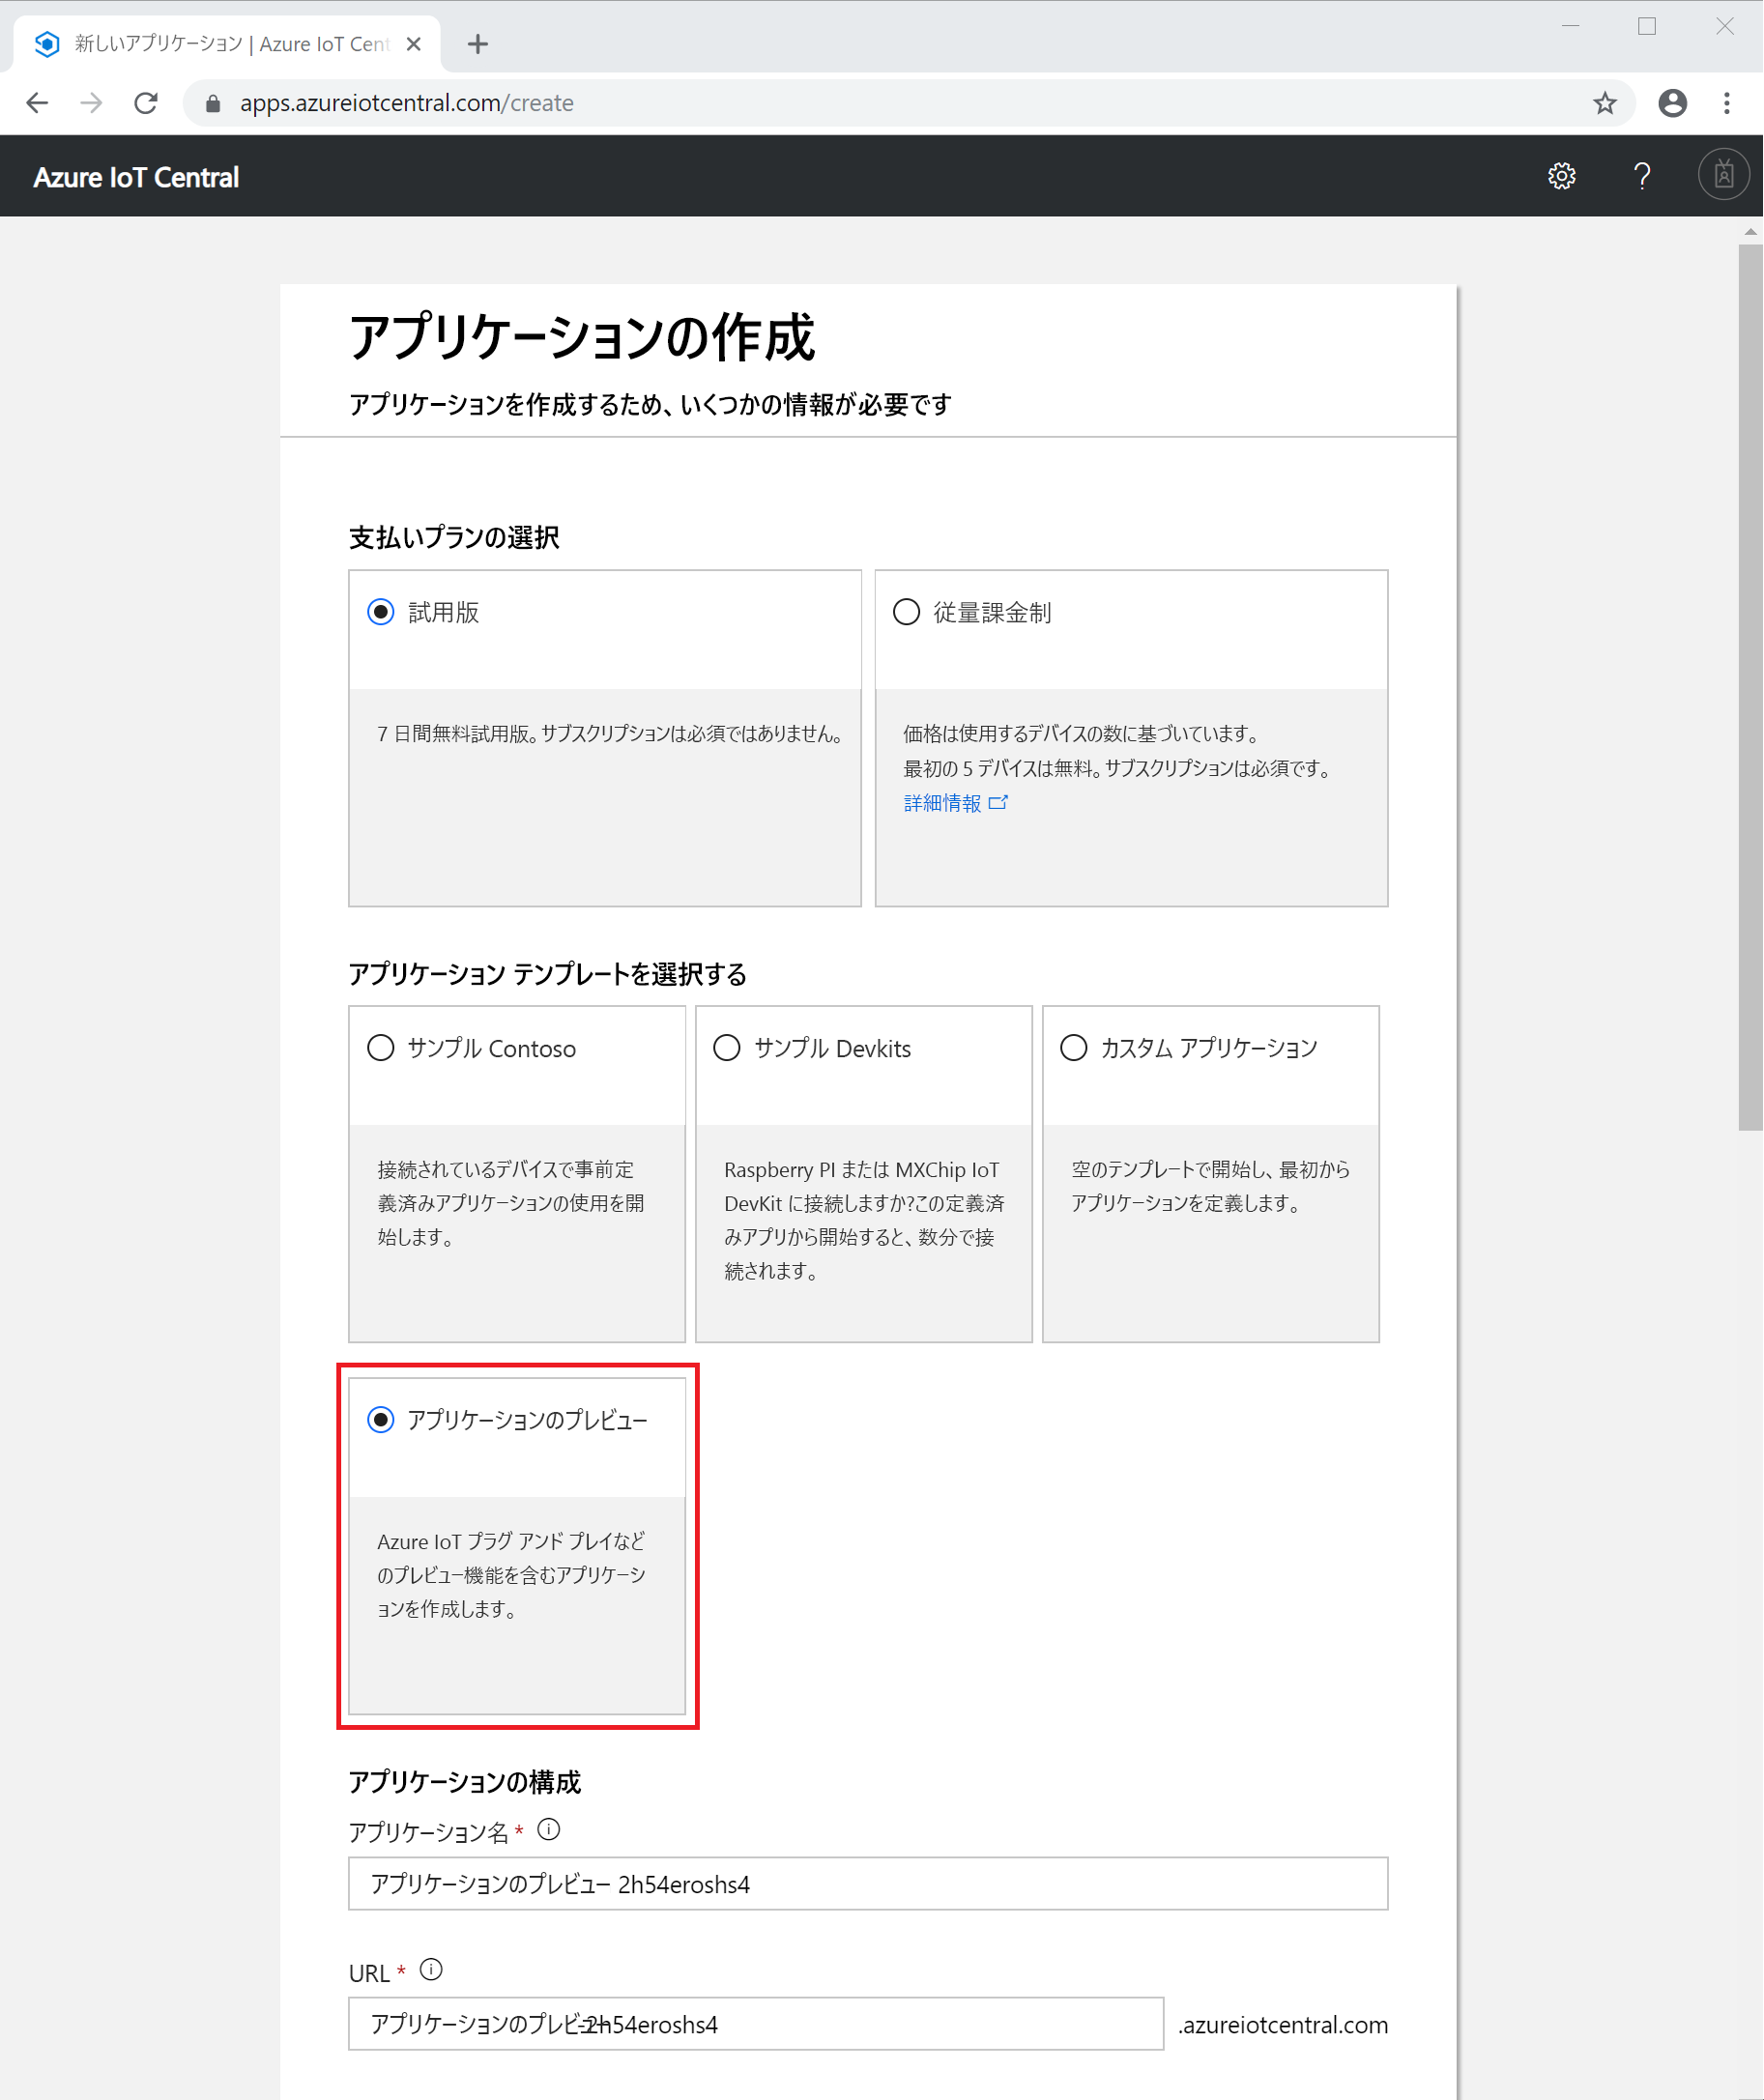 新しいアプリケーション | Azure IoT Cent
apps.azureiotcentral.com/create
Azure IoT Central
アプリケーションの作成
アプリケーションを作成するため、いくつかの情報が必要です
支払いプランの選択
試用版
7 日間無料試用版。サブスクリプションは必須ではありません。
従量課金制
価格は使用するデバイスの数に基づいています。
最初の 5 デバイスは無料。サブスクリプションは必須です。
詳細情報
アプリケーション テンプレートを選択する
サンプル Contoso
接続されているデバイスで事前定
義済みアプリケーションの使用を開
始します。
サンプル Devkits
Raspberry PI または MXChip IoT
DevKit に接続しますか?この定義済
みアプリから開始すると、数分で接
続されます。
カスタム アプリケーション
空のテンプレートで開始し、最初から
アプリケーションを定義します。
アプリケーションのプレビュー
Azure IoT プラグ アンド プレイなど
のプレビュー機能を含むアプリケーシ
ョンを作成します。
アプリケーションの構成
アプリケーション名 *
アプリケーションのプレビュー 2h54eroshs4
URL *
アプリケーションのプレビュー-2h54eroshs4
.azureiotcentral.com